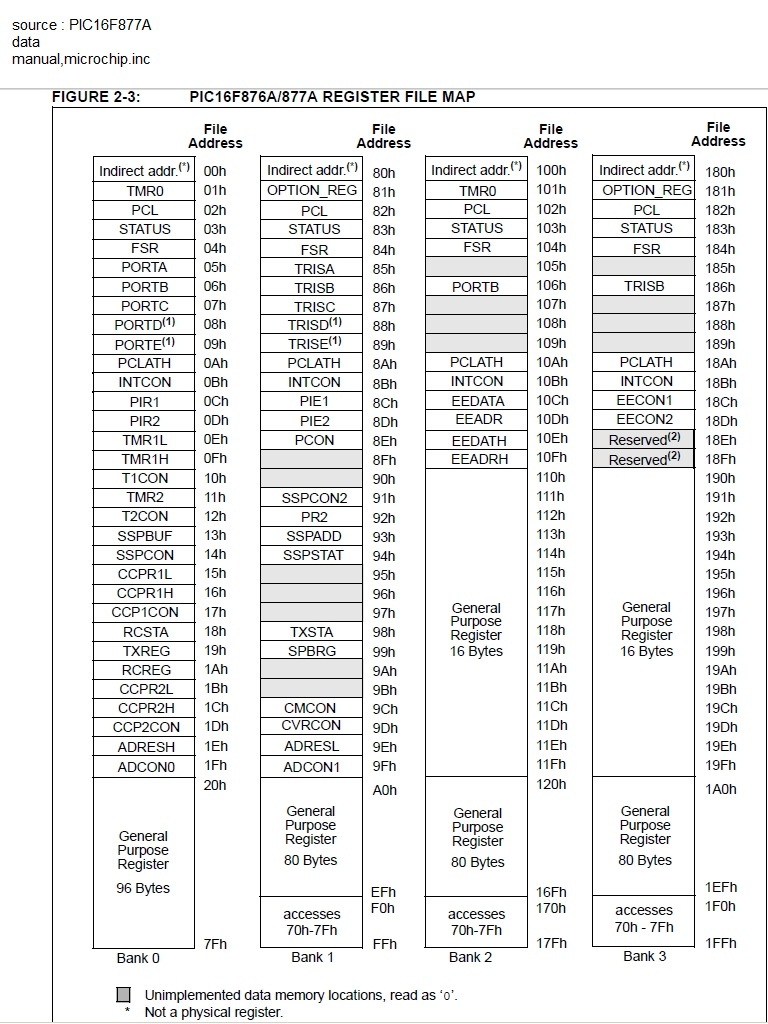 source : PIC16F877A
data
manual,microchip.inc
FIGURE 2-3: PIC16F876A/877A REGISTER FILE MAP
File Address File Address File Address File Address
Indirect addr.(*) 00h Indirect addr.(*) 80h Indirect addr.(*) 100h Indirect addr.(*) 180h
TMR0 01h OPTION_REG 81h TMR0 101h OPTION_REG 181h
PCL 02h PCL 82h PCL 102h PCL 182h
STATUS 03h STATUS 83h STATUS 103h STATUS 183h
FSR 04h FSR 84h FSR 104h FSR 184h
PORTA 05h TRISA 85h 105h 185h
PORTB 06h TRISB 86h PORTB 106h TRISB 186h
PORTC 07h TRISC 87h 107h 187h
PORTD(1) 08h TRISD(1) 88h 108h 188h
PORTE(1) 09h TRISE(1) 89h 109h 189h
PCLATH 0Ah PCLATH 8Ah PCLATH 10Ah PCLATH 18Ah
INTCON 0Bh INTCON 8Bh INTCON 10Bh INTCON 18Bh
PIR1 0Ch PIE1 8Ch EEDATA 10Ch EECON1 18Ch
PIR2 0Dh PIE2 8Dh EEADR 10Dh EECON2 18Dh
TMR1L 0Eh PCON 8Eh EEDATH 10Eh Reserved(2) 18Eh
TMR1H 0Fh 8Fh EEADRH 10Fh Reserved(2) 18Fh
T1CON 10h 90h 110h 190h
TMR2 11h SSPCON2 91h 111h 191h
T2CON 12h PR2 92h 112h 192h
SSPBUF 13h SSPADD 93h 113h 193h
SSPCON 14h SSPSTAT 94h 114h 194h
CCPR1L 15h 95h 115h 195h
CCPR1H 16h 96h 116h 196h
CCP1CON 17h 97h General Purpose Register 16 Bytes 117h General Purpose Register 16 Bytes 197h
RCSTA 18h TXSTA 98h 118h 198h
TXREG 19h SPBRG 99h 119h 199h
RCREG 1Ah 9Ah 11Ah 19Ah
CCPR2L 1Bh 9Bh 11Bh 19Bh
CCPR2H 1Ch CMCON 9Ch 11Ch 19Ch
CCP2CON 1Dh CVRCON 9Dh 11Dh 19Dh
ADRESH 1Eh ADRESL 9Eh 11Eh 19Eh
ADCON0 1Fh ADCON1 9Fh 11Fh 19Fh
20h A0h 120h 1A0h
General Purpose Register General Purpose Register General Purpose Register General Purpose Register
96 Bytes 80 Bytes 80 Bytes 80 Bytes
EFh 16Fh 1EFh
F0h 170h 1F0h
accesses 70h-7Fh accesses 70h-7Fh accesses 70h - 7Fh
7Fh FFh 17Fh 1FFh
Bank 0 Bank 1 Bank 2 Bank 3
Unimplemented data memory locations, read as ‘0’.
* Not a physical register.